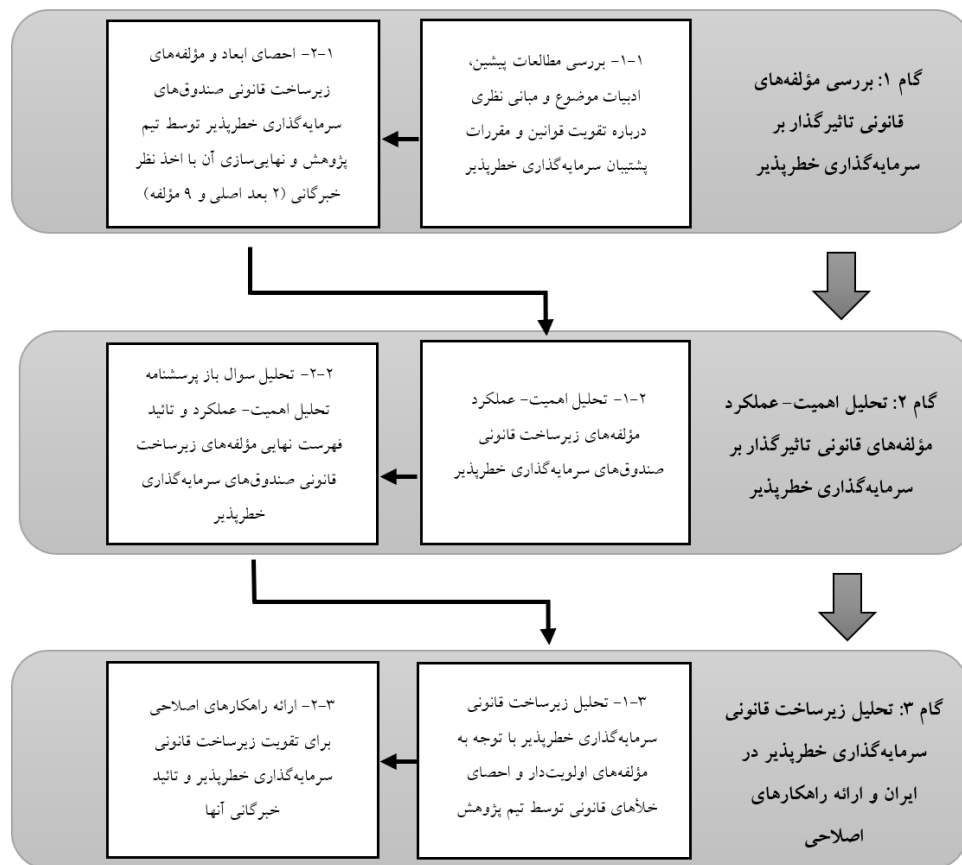 گام ۱: بررسی مؤلفه‌های
قانونی تاثیرگذار بر
سرمایه‌گذاری خطرپذیر
۱-۱- بررسی مطالعات پیشین،
ادبیات موضوع و مبانی نظری
درباره تقویت قوانین و مقررات
پشتیبان سرمایه‌گذاری خطرپذیر
۲-۱- احصای ابعاد و مؤلفه‌های
زیرساخت قانونی صندوق‌های
سرمایه‌گذاری خطرپذیر توسط تیم
پژوهش و نهایی‌سازی آن با اخذ نظر
خبرگانی (۲ بعد اصلی و ۹ مؤلفه)
گام ۲: تحلیل اهمیت- عملکرد
مؤلفه‌های قانونی تاثیرگذار بر
سرمایه‌گذاری خطرپذیر
۱-۲- تحلیل اهمیت- عملکرد
مؤلفه‌های زیرساخت قانونی
صندوق‌های سرمایه‌گذاری خطرپذیر
۲-۲- تحلیل سوال باز پرسشنامه
تحلیل اهمیت- عملکرد و تائید
فهرست نهایی مؤلفه‌های زیرساخت
قانونی صندوق‌های سرمایه‌گذاری
خطرپذیر
گام ۳: تحلیل زیرساخت قانونی
سرمایه‌گذاری خطرپذیر در
ایران و ارائه راهکارهای
اصلاحی
۱-۳- تحلیل زیرساخت قانونی
سرمایه‌گذاری خطرپذیر با توجه به
مؤلفه‌های اولویت‌دار و احصای
خلأهای قانونی توسط تیم پژوهش
۲-۳- ارائه راهکارهای اصلاحی
برای تقویت زیرساخت قانونی
سرمایه‌گذاری خطرپذیر و تائید
خبرگانی آنها